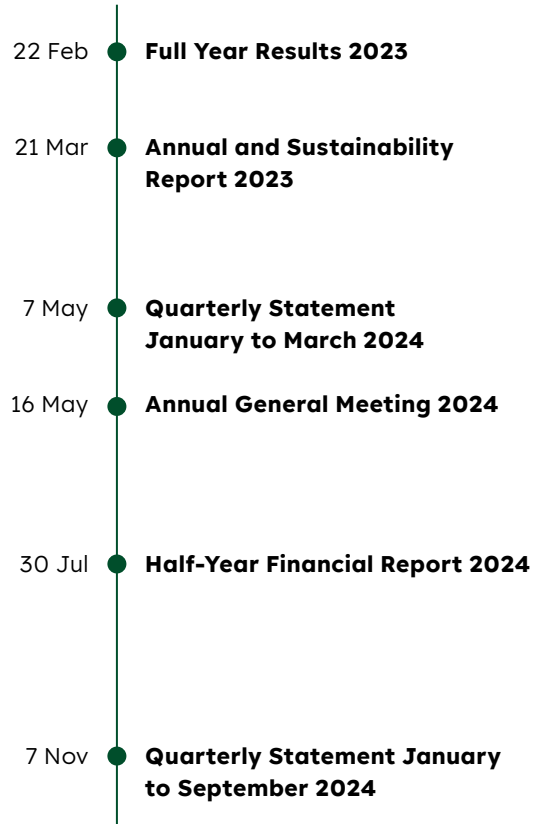 22 Feb Full Year Results 2023
21 Mar Annual and Sustainability
Report 2023
7 May Quarterly Statement
January to March 2024
16 May Annual General Meeting 2024
30 Jul Half-Year Financial Report 2024
7 Nov Quarterly Statement January
to September 2024